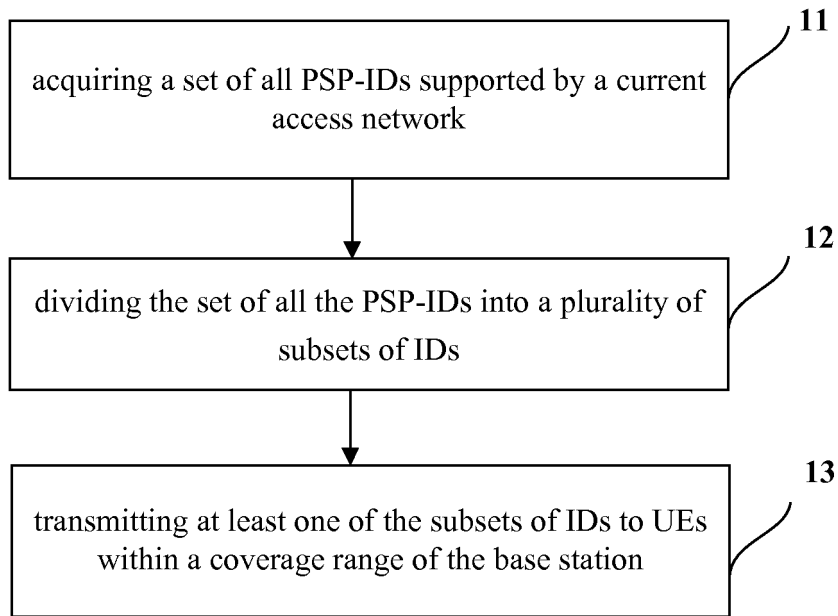 11
acquiring a set of all PSP-IDs supported by a current
access network
12
dividing the set of all the PSP-IDs into a plurality of
subsets of IDs
13
transmitting at least one of the subsets of IDs to UEs
within a coverage range of the base station